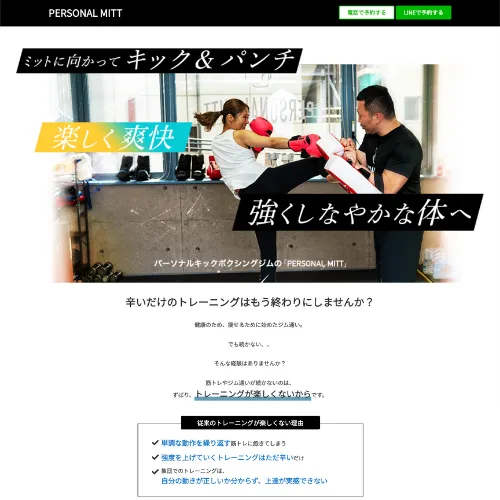 PERSONAL MITT
電話で予約する
LINEで予約する
ミットに向かって キック&パンチ
楽しく爽快
強くしなやかな体へ
パーソナルキックボクシングジムの「PERSONAL MITT」
辛いだけのトレーニングはもう終わりにしませんか？
健康のため、痩せるために始めたジム通い。
でも続かない、、
そんな経験はありませんか？
筋トレやジム通いが続かないのは、
ずばり、トレーニングが楽しくないからです。
従来のトレーニングが楽しくない理由
単調な動作を繰り返す筋トレに飽きてしまう
強度を上げていくトレーニングはただ辛いだけ
集団でのトレーニングは、
自分の動きが正しいか分からず、上達が実感できない